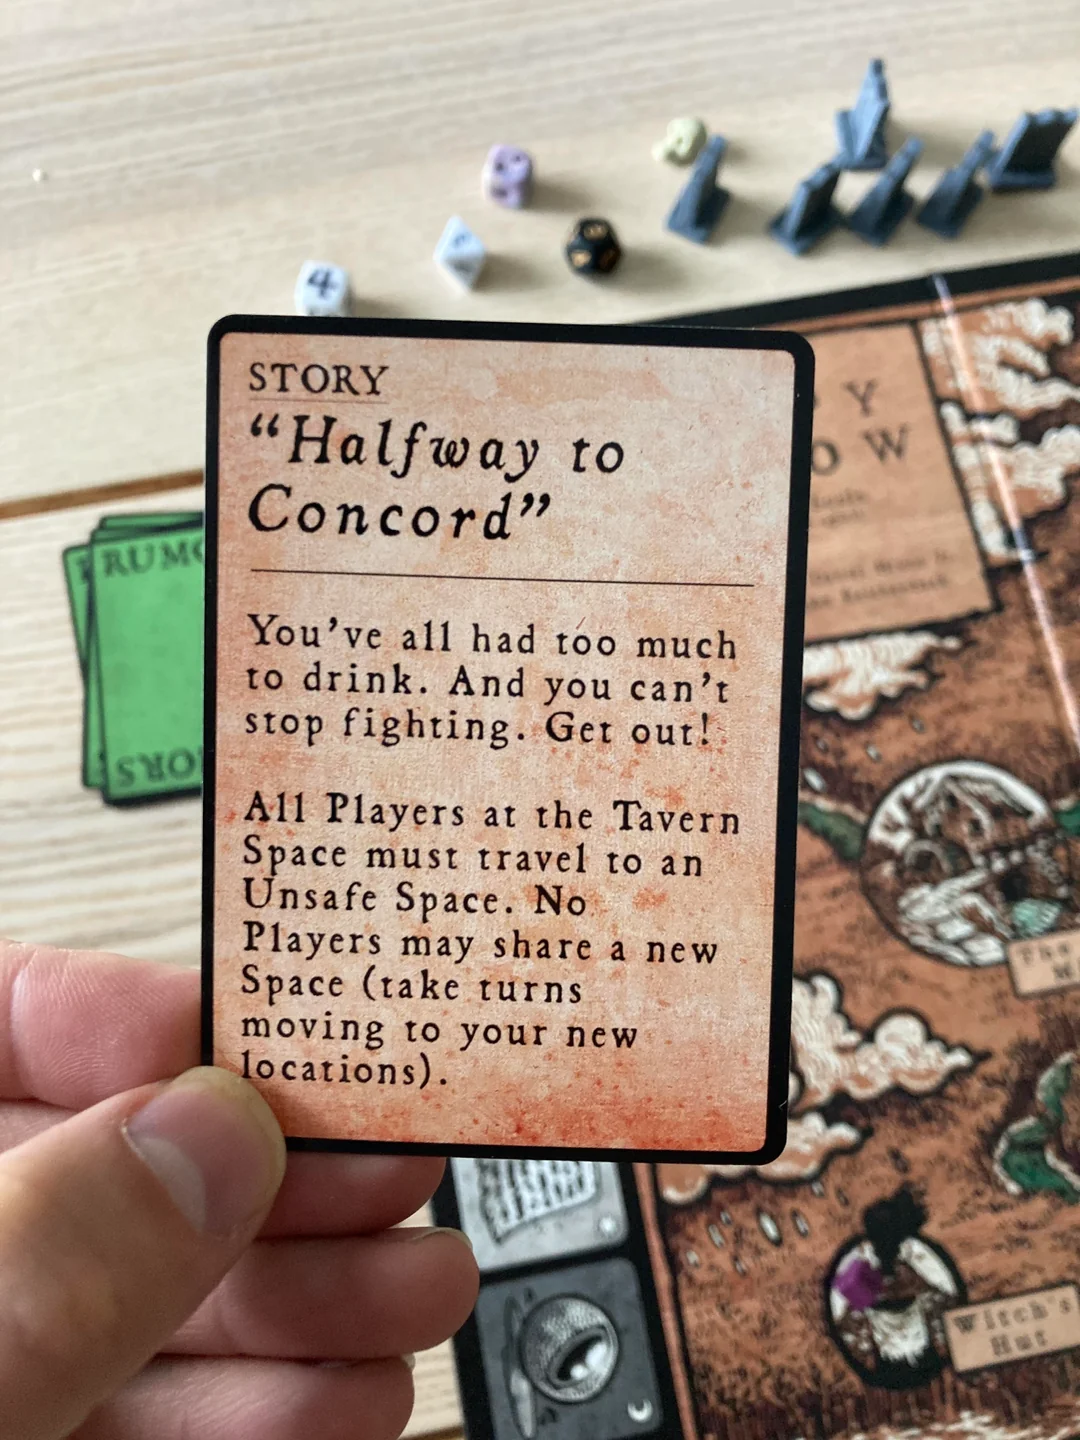 4
STORY
“Halfway to
Concord”
You’ve all had too much
to drink. And you can’t
stop fighting. Get out!
All Players at the Tavern
Space must travel to an
Unsafe Space. No
Players may share a new
Space (take turns
moving to your new
locations).
Witch's
Hut